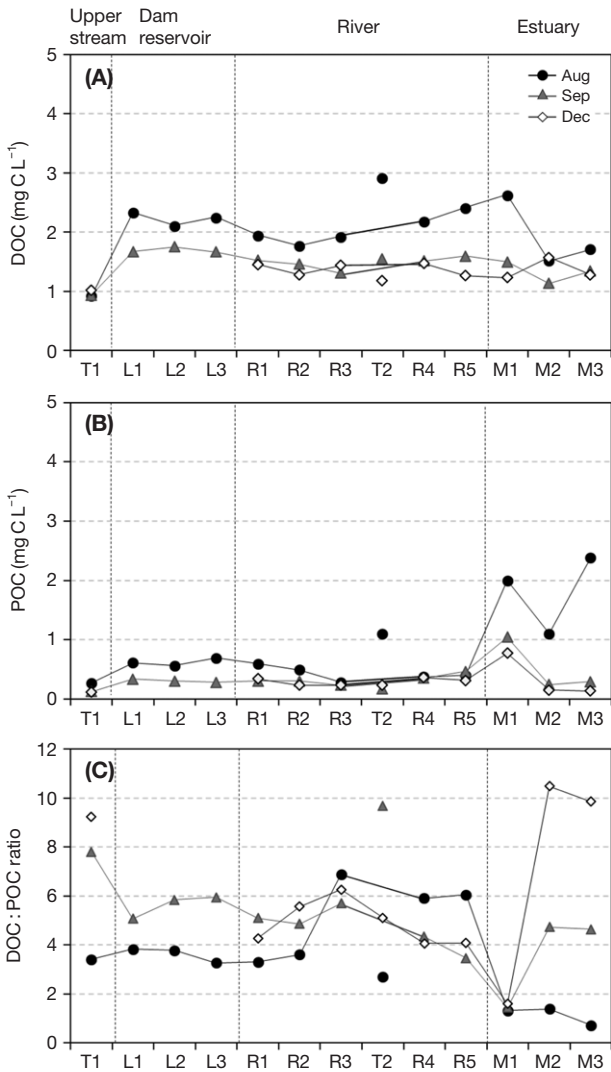 Upper stream
Dam reservoir
River
Estuary
(A)
Aug
Sep
Dec
DOC (mg C L⁻¹)
5
4
3
2
1
0
T1 L1 L2 L3 R1 R2 R3 T2 R4 R5 M1 M2 M3
(B)
POC (mg C L⁻¹)
5
4
3
2
1
0
T1 L1 L2 L3 R1 R2 R3 T2 R4 R5 M1 M2 M3
(C)
DOC : POC ratio
12
10
8
6
4
2
0
T1 L1 L2 L3 R1 R2 R3 T2 R4 R5 M1 M2 M3